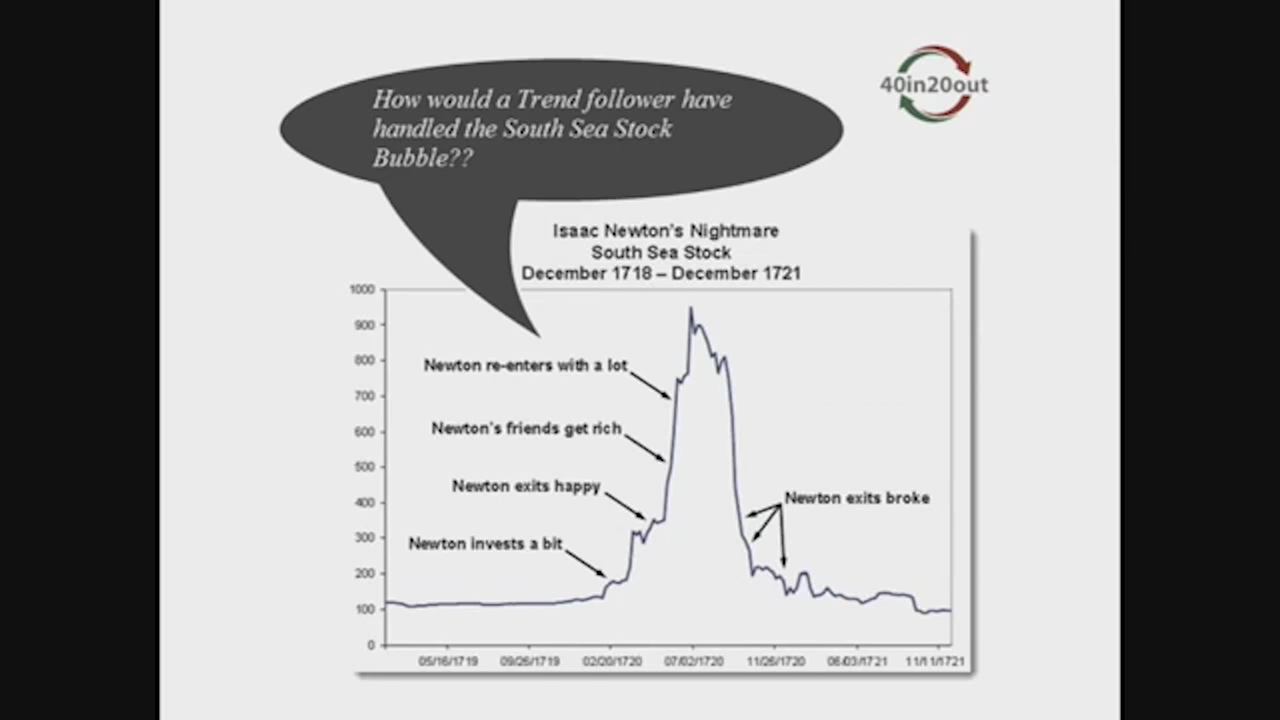 How would a Trend follower have
handled the South Sea Stock
Bubble??
40in20out
Isaac Newton's Nightmare
South Sea Stock
December 1718 – December 1721
1000
900
800
700
600
500
400
300
200
100
0
Newton re-enters with a lot
Newton's friends get rich
Newton exits happy
Newton invests a bit
Newton exits broke
05/16/1719 09/26/1719 02/20/1720 07/02/1720 11/26/1720 06/03/1721 11/11/1721